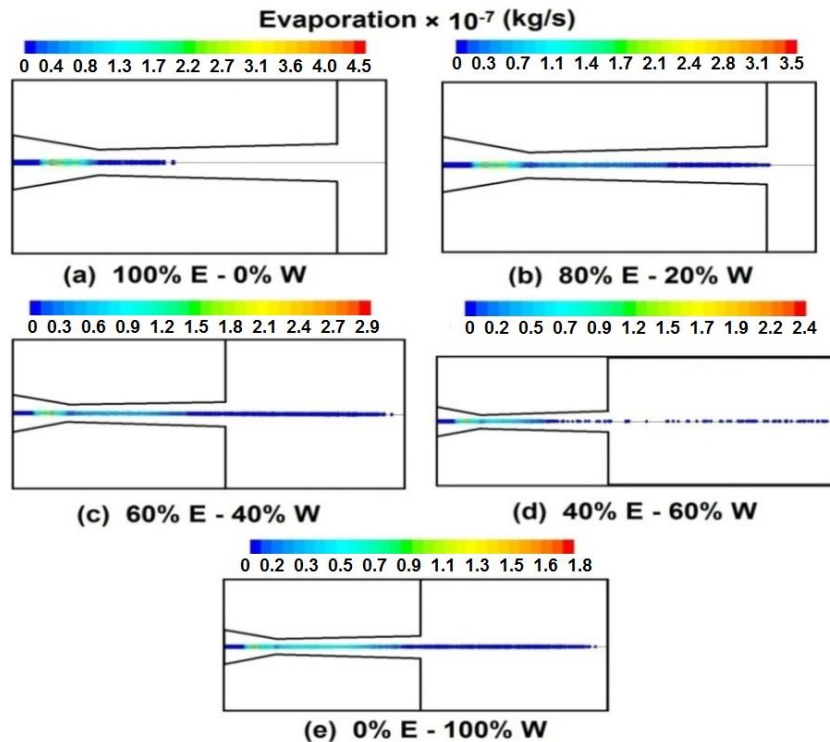 Evaporation × 10⁻⁷ (kg/s)
0 0.4 0.8 1.3 1.7 2.2 2.7 3.1 3.6 4.0 4.5
0 0.3 0.7 1.1 1.4 1.7 2.1 2.4 2.8 3.1 3.5
(a) 100% E - 0% W
(b) 80% E - 20% W
0 0.3 0.6 0.9 1.2 1.5 1.8 2.1 2.4 2.7 2.9
0 0.2 0.5 0.7 0.9 1.2 1.5 1.7 1.9 2.2 2.4
(c) 60% E - 40% W
(d) 40% E - 60% W
0 0.2 0.3 0.5 0.7 0.9 1.1 1.3 1.5 1.6 1.8
(e) 0% E - 100% W